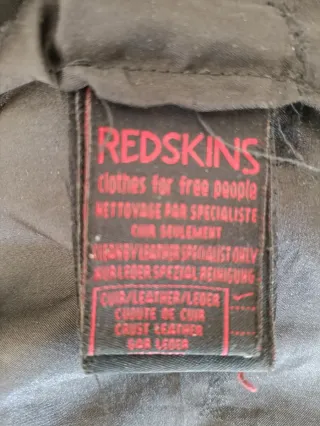 REDSKINS
clothes for free people
NETTOYAGE PAR SPECIALISTE
CUIR SEULEMENT
LEATHER SPECIALIST ONLY
NUR LEDER SPEZIAL REINIGUNG
CUIR/LEATHER/LEDER
CROUTE DE CUIR
CRUST LEATHER
LEDER